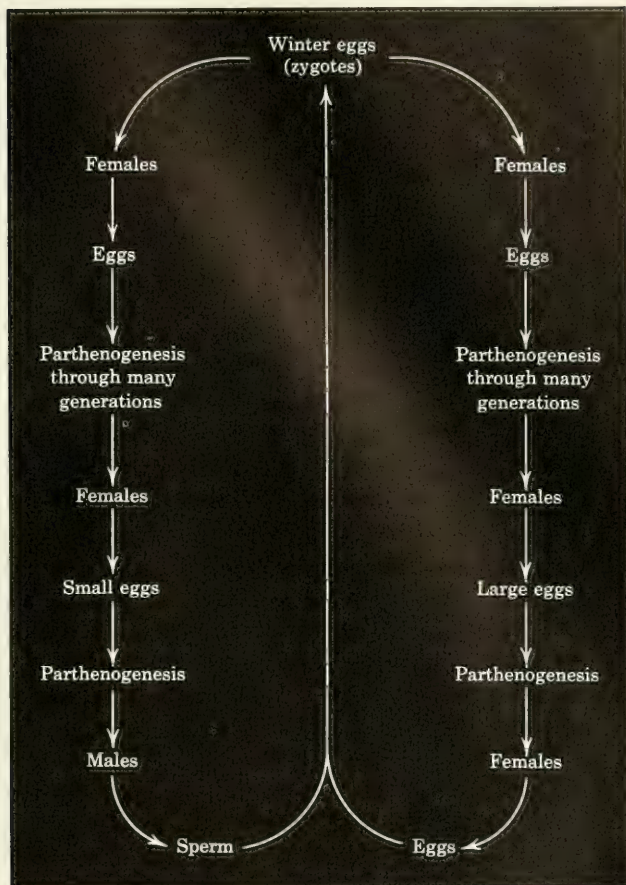 Winter eggs
(zygotes)
Females
Eggs
Parthenogenesis
through many
generations
Females
Small eggs
Parthenogenesis
Males
Sperm
Females
Eggs
Parthenogenesis
through many
generations
Females
Large eggs
Parthenogenesis
Females
Eggs